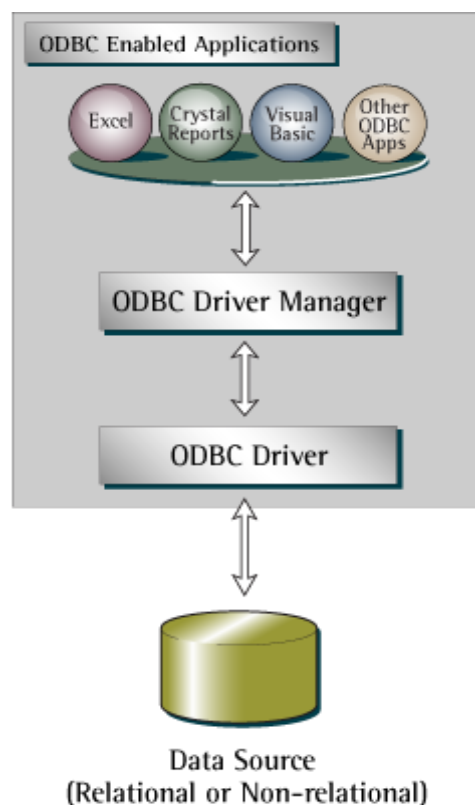 ODBC Enabled Applications
Excel
Crystal
Reports
Visual
Basic
Other
ODBC
Apps
ODBC Driver Manager
ODBC Driver
Data Source
(Relational or Non-relational)